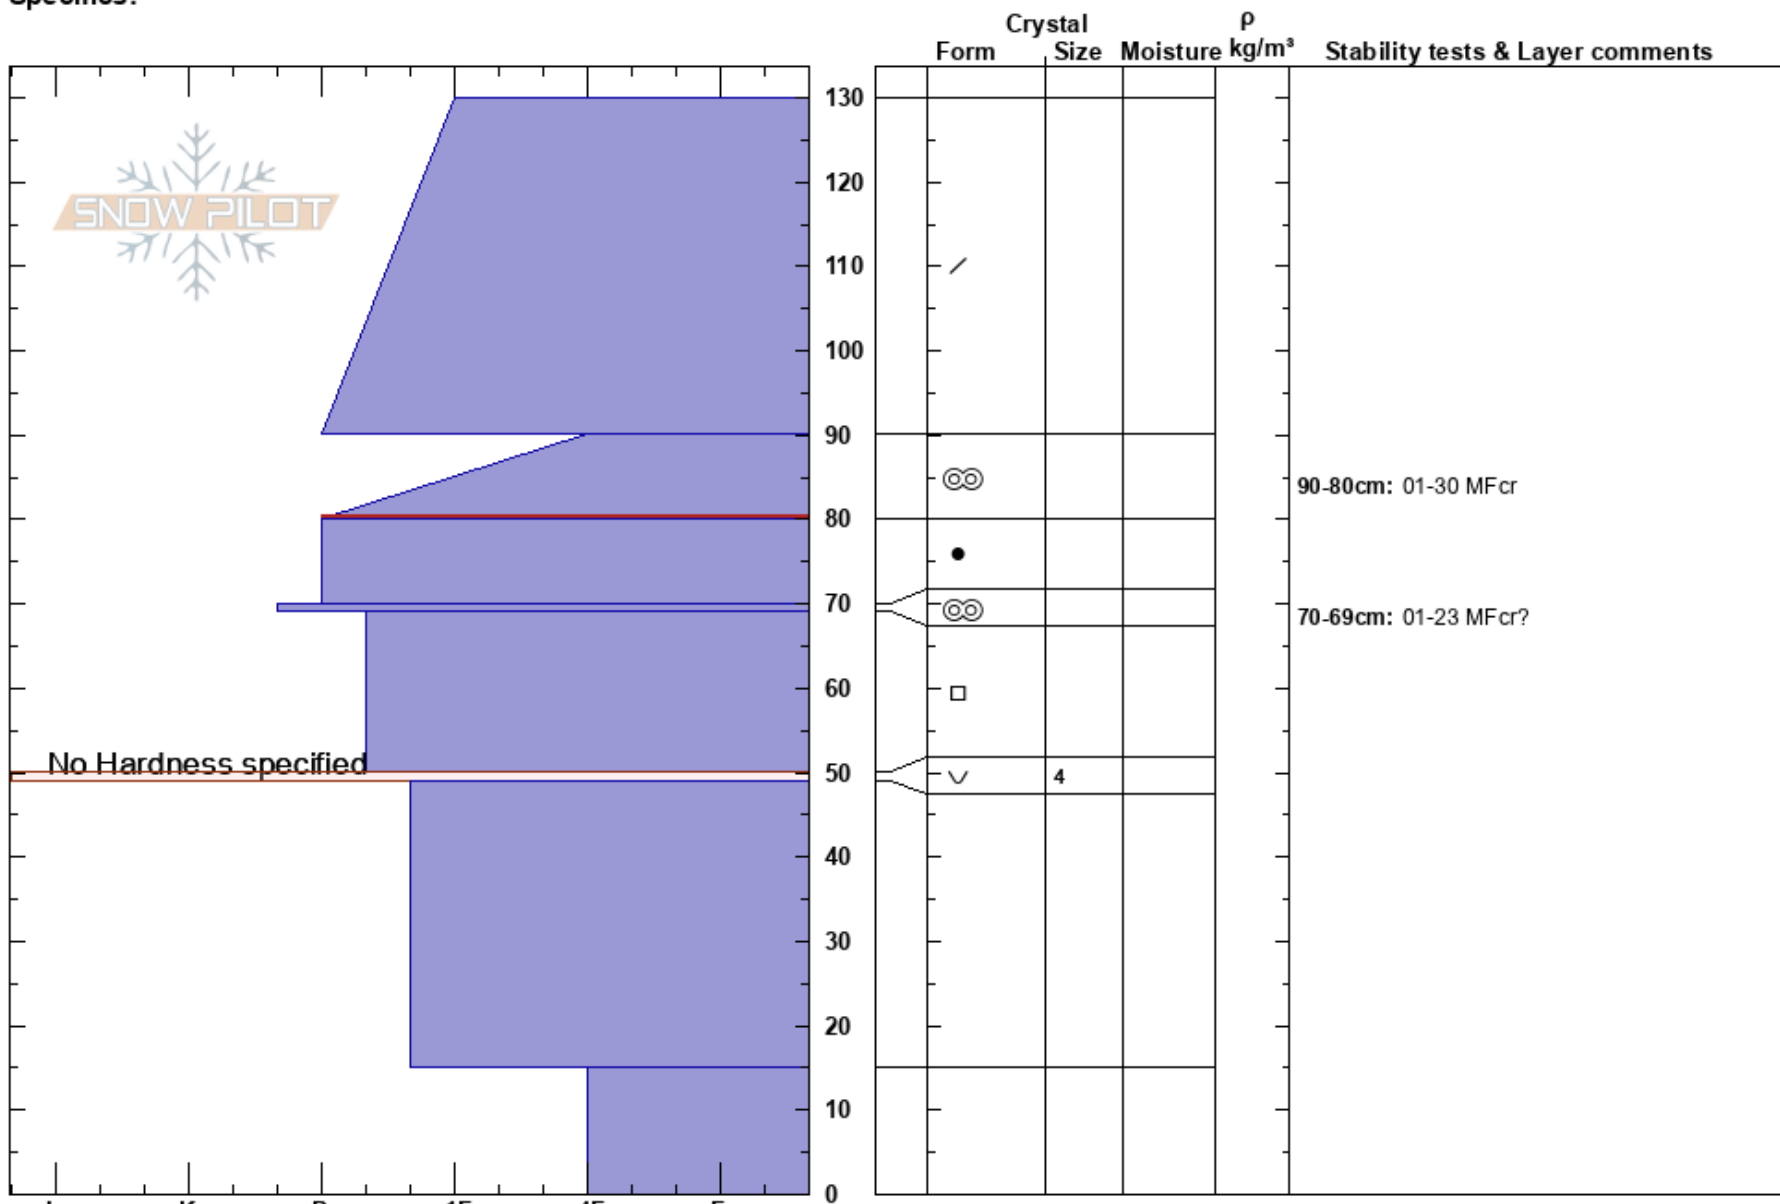 Crystal
ρ
Form Size Moisture kg/m³ Stability tests & Layer comments
130
SNOW PILOT
120
110
100
90
90-80cm: 01-30 MFcr
80
70
70-69cm: 01-23 MFcr?
60
No Hardness specified
50
4
40
30
20
10
0